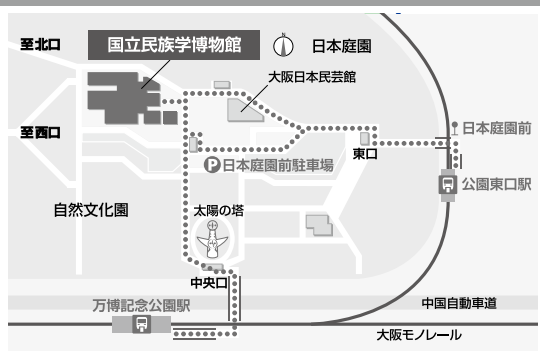 至北口
国立民族学博物館
日本庭園
大阪日本民芸館
至西口
日本庭園前
東口
P日本庭園前駐車場
公園東口駅
自然文化園
太陽の塔
中央口
万博記念公園駅
中国自動車道
大阪モノレール